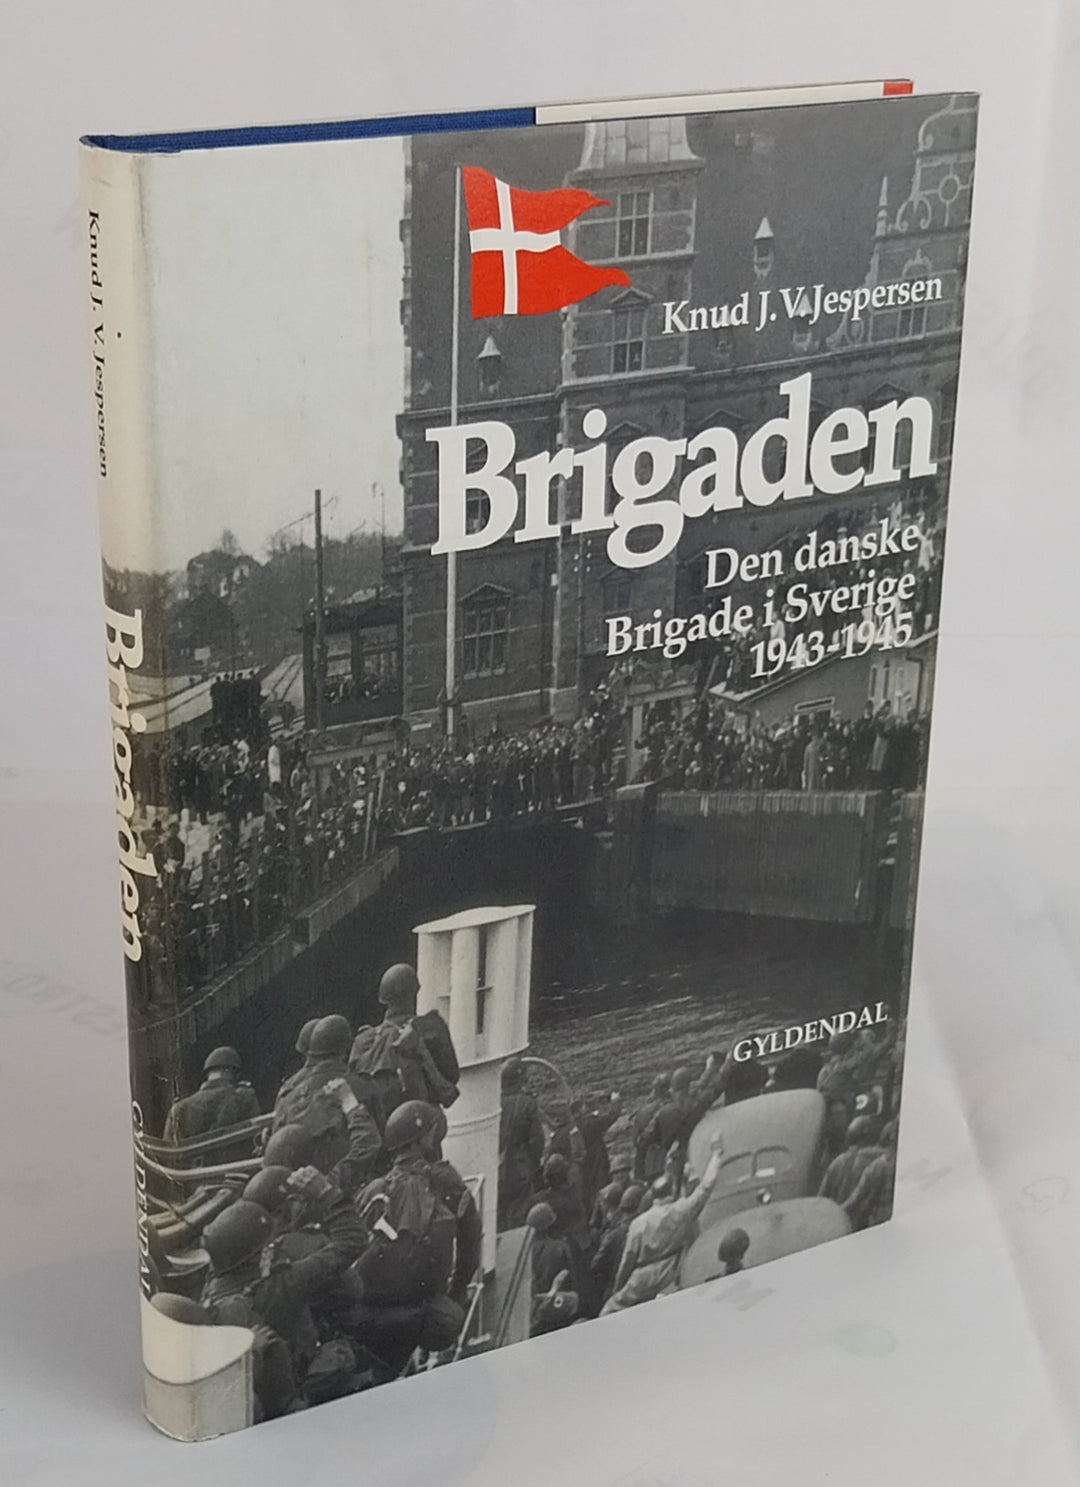 Knud J. V. Jespersen
Brigaden
GYLDENDAL
Knud J. V. Jespersen
Brigaden
Den danske
Brigade i Sverige
1943-1945
GYLDENDAL